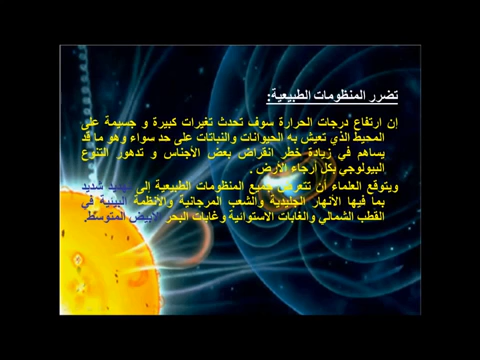 تضرر المنظومات الطبيعية:
إن ارتفاع درجات الحرارة سوف تحدث تغيرات كبيرة و جسيمة على
المحيط الذي تعيش به الحيوانات والنباتات على حد سواء وهو ما قد
يساهم في زيادة خطر انقراض بعض الأجناس و تدهور التنوع
البيولوجي بكل أرجاء الأرض .
ويتوقع العلماء أن تتعرض جميع المنظومات الطبيعية إلى تهديد شديد
بما فيها الأنهار الجليدية والشعب المرجانية والأنظمة البيئية في
القطب الشمالي والغابات الاستوائية وغابات البحر الأبيض المتوسط.